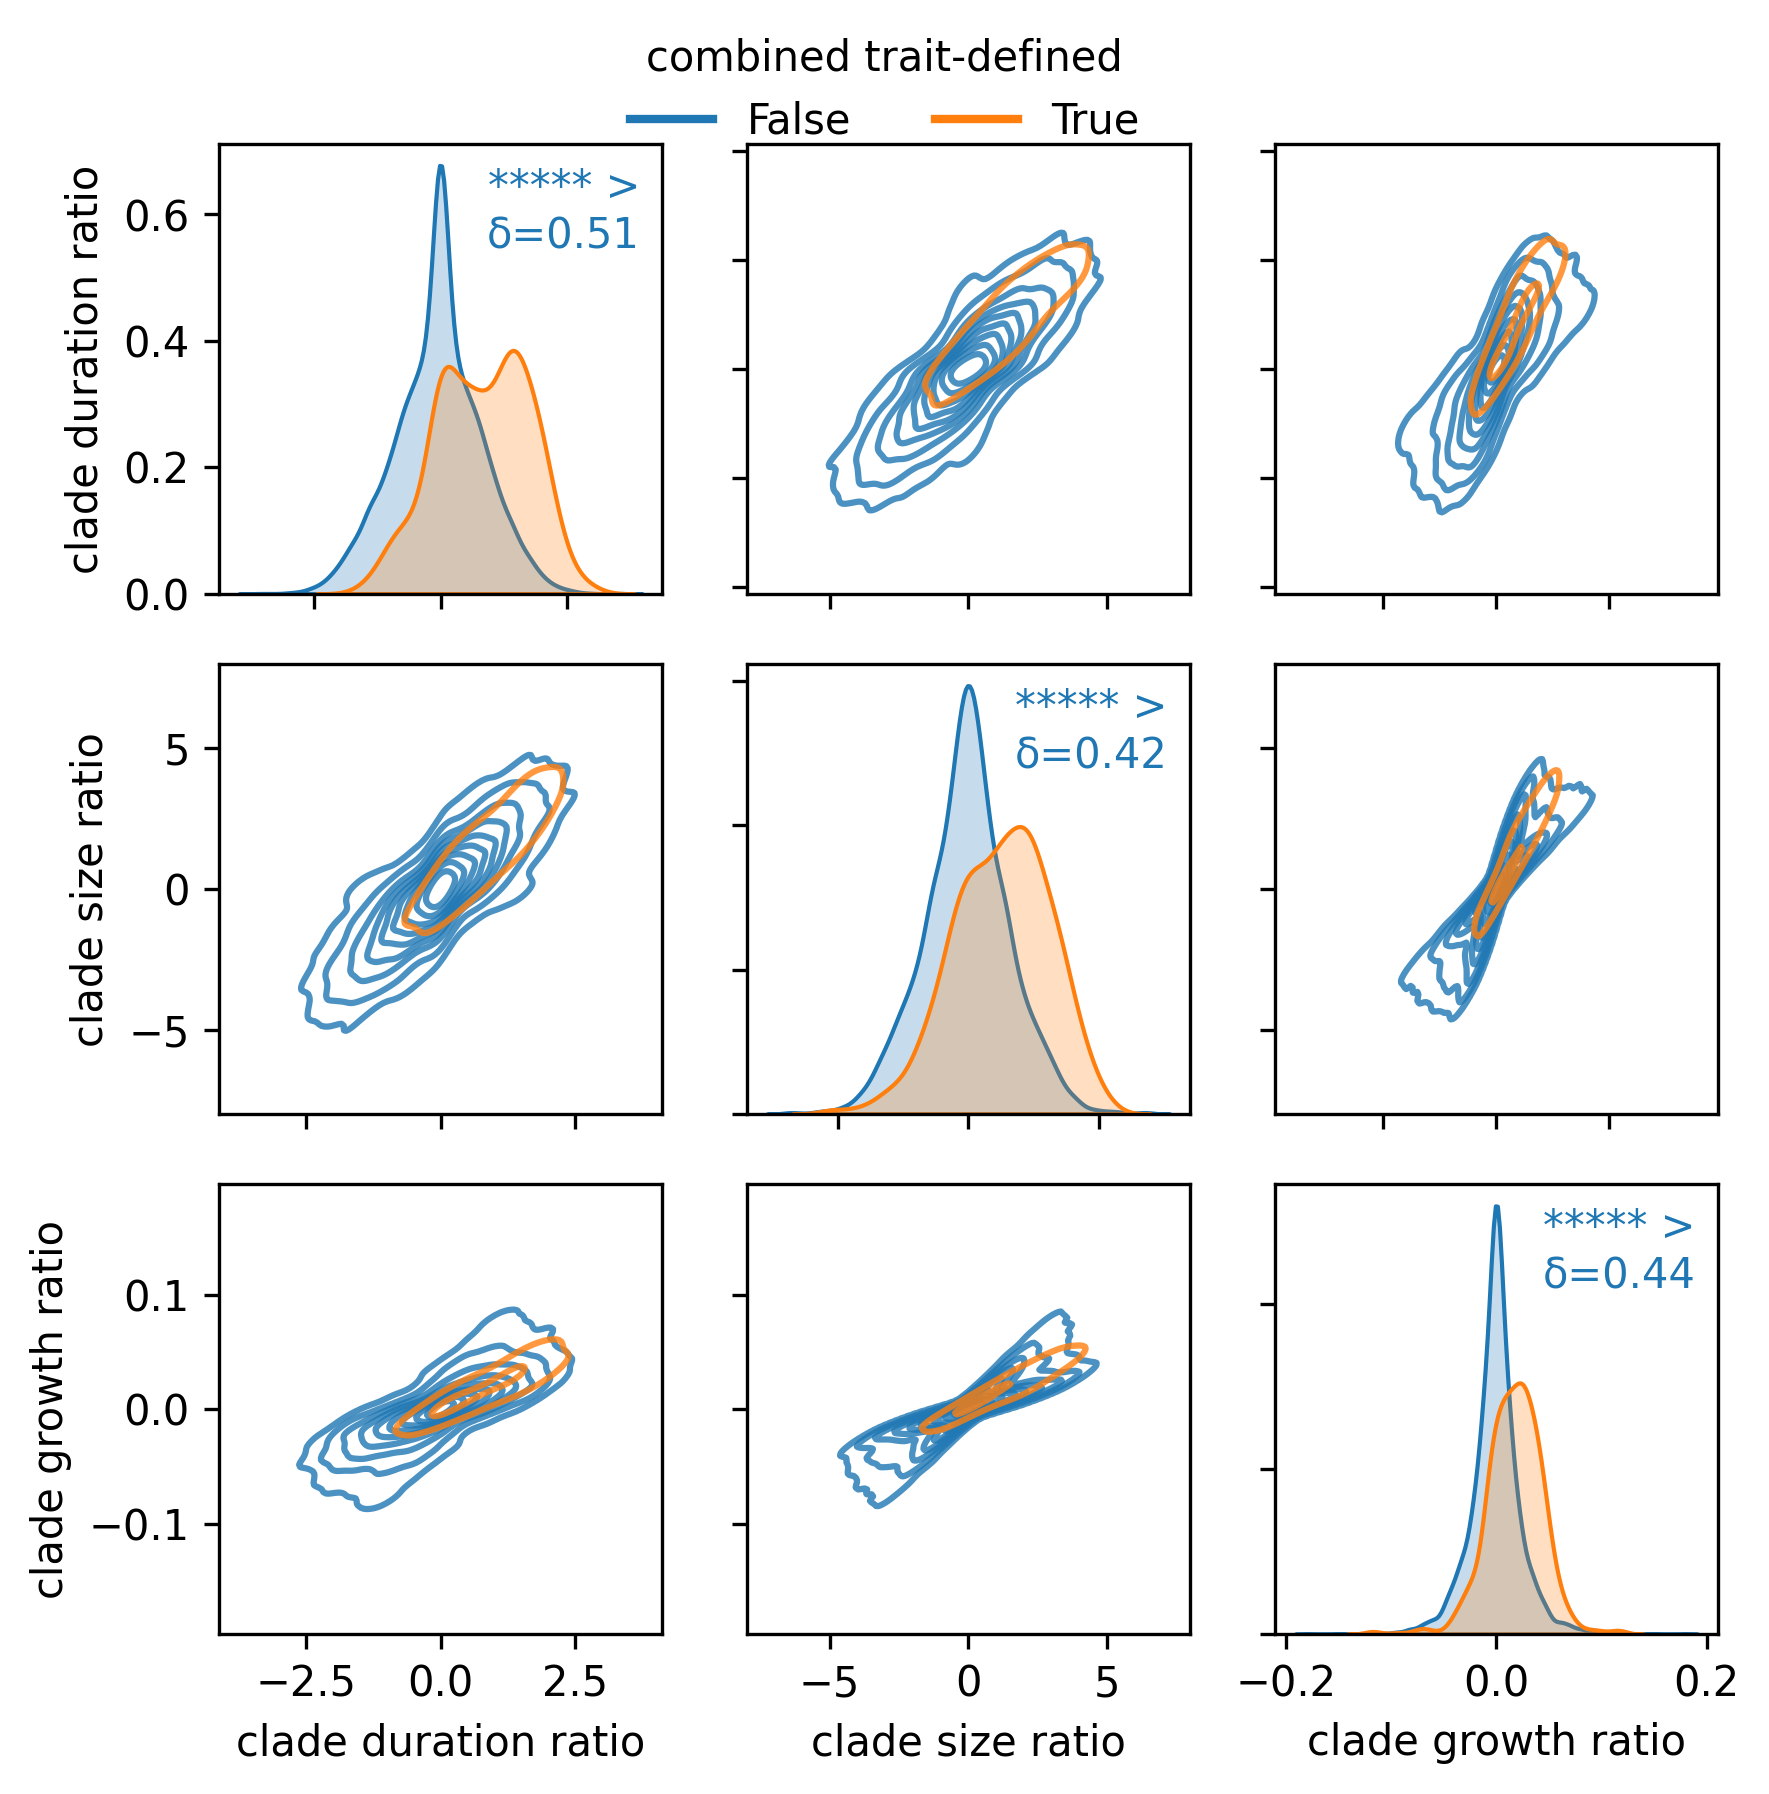 combined trait-defined
False True
clade duration ratio
0.6
0.4
0.2
0.0
***** >
δ=0.51
clade size ratio
5
0
−5
***** >
δ=0.42
clade growth ratio
0.1
0.0
−0.1
***** >
δ=0.44
−2.5 0.0 2.5
−5 0 5
−0.2 0.0 0.2
clade duration ratio
clade size ratio
clade growth ratio